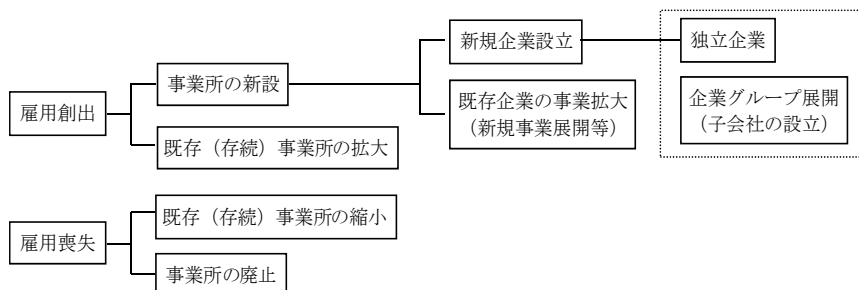 雇用創出
事業所の新設
既存（存続）事業所の拡大
新規企業設立
既存企業の事業拡大
（新規事業展開等）
独立企業
企業グループ展開
（子会社の設立）
雇用喪失
既存（存続）事業所の縮小
事業所の廃止